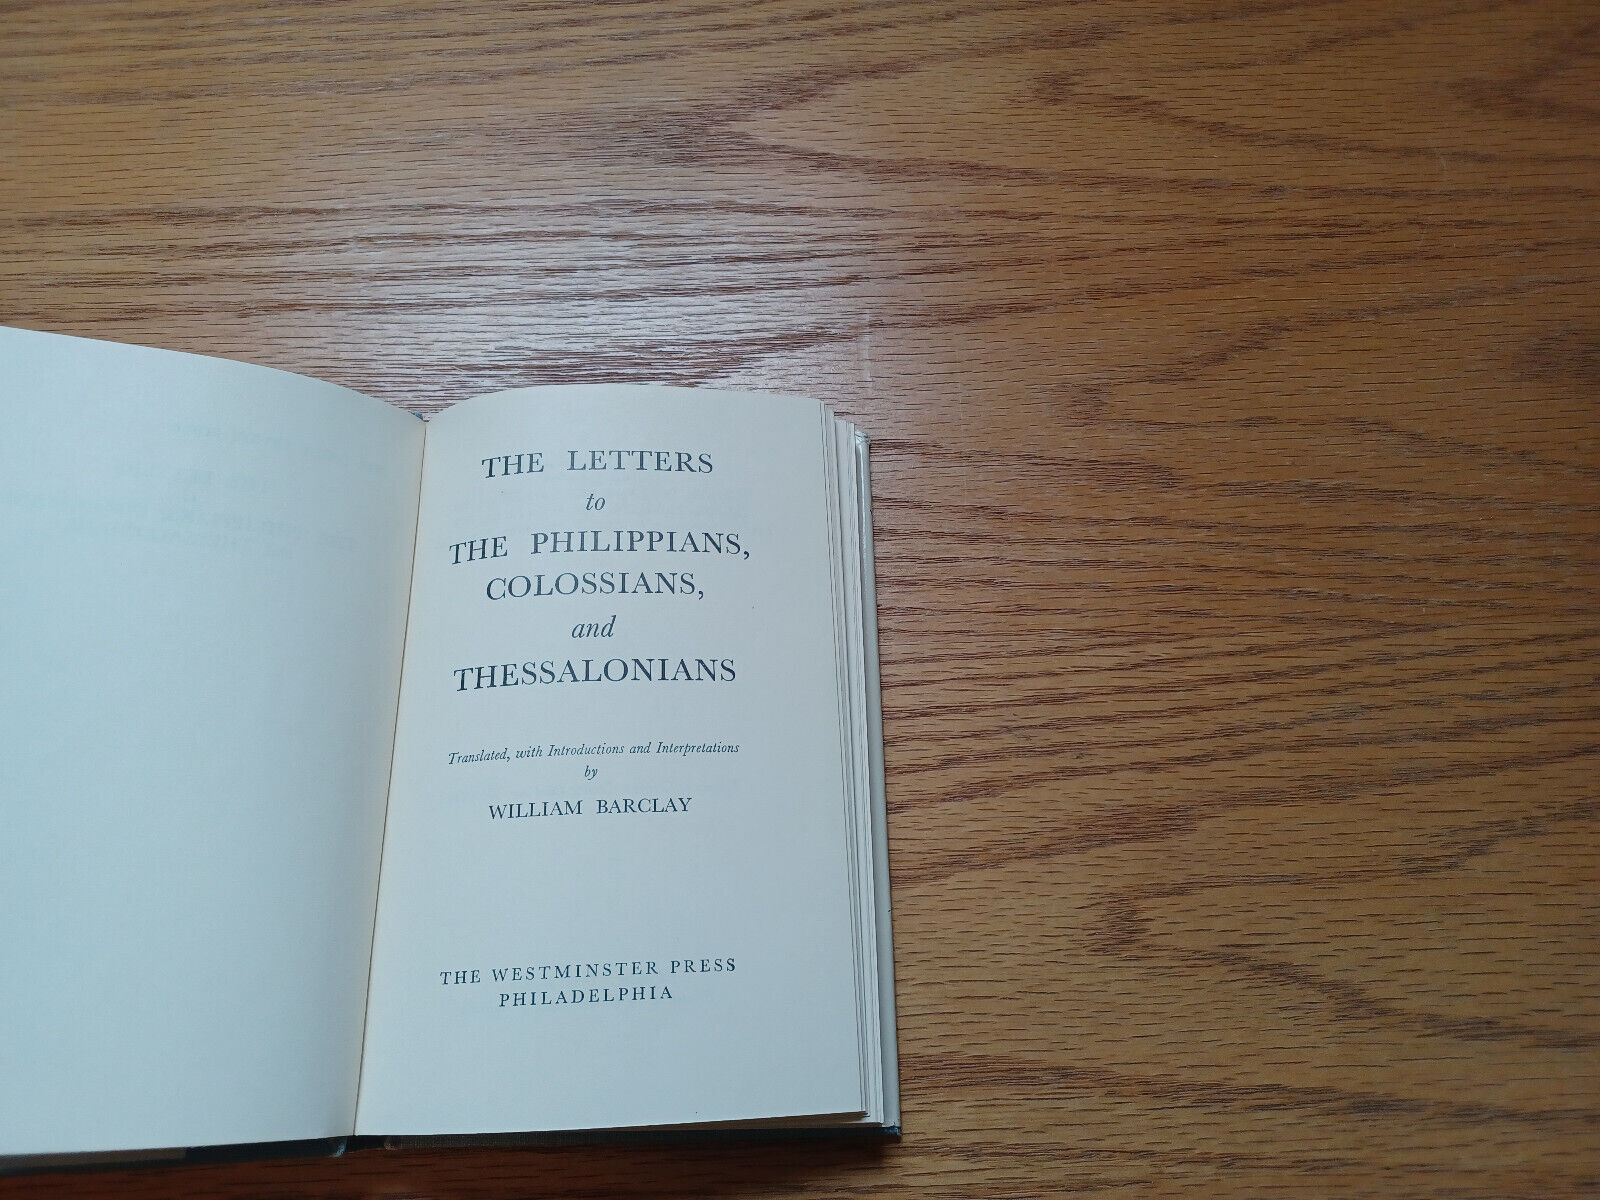 THE LETTERS
to
THE PHILIPPIANS,
COLOSSIANS,
and
THESSALONIANS
Translated, with Introductions and Interpretations
by
WILLIAM BARCLAY
THE WESTMINSTER PRESS
PHILADELPHIA